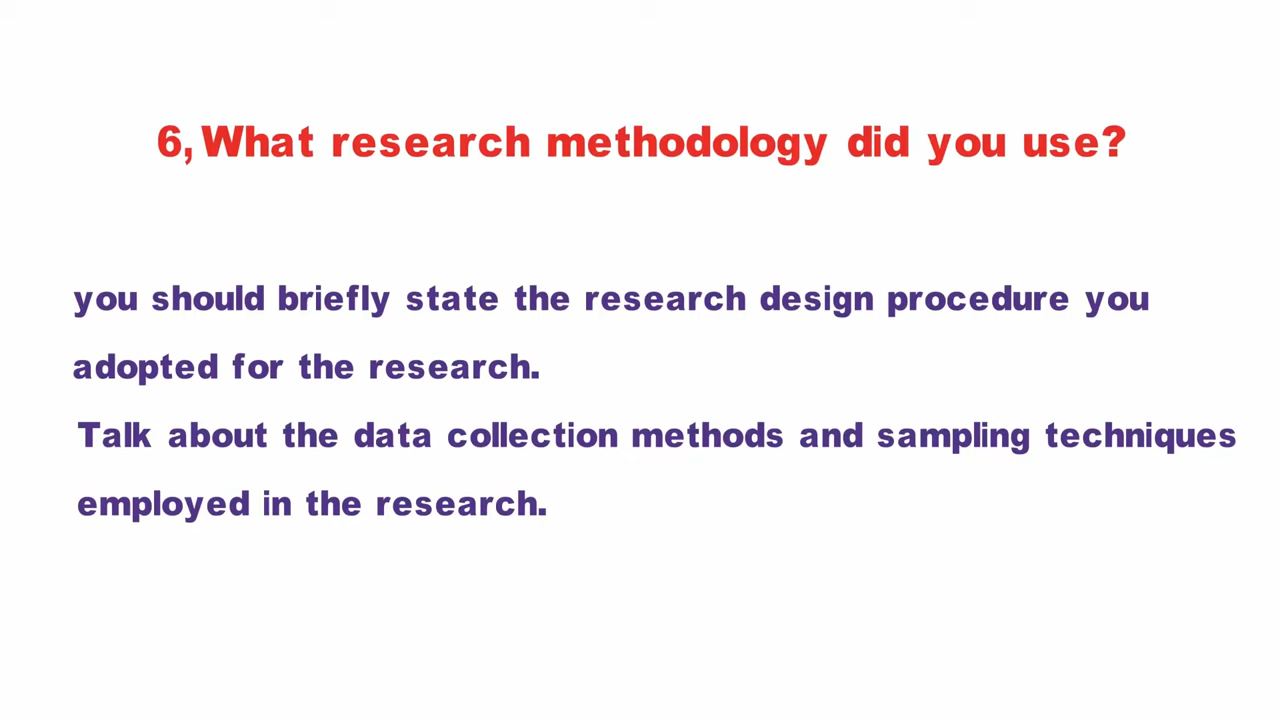 6,What research methodology did you use?
you should briefly state the research design procedure you
adopted for the research.
Talk about the data collection methods and sampling techniques
employed in the research.